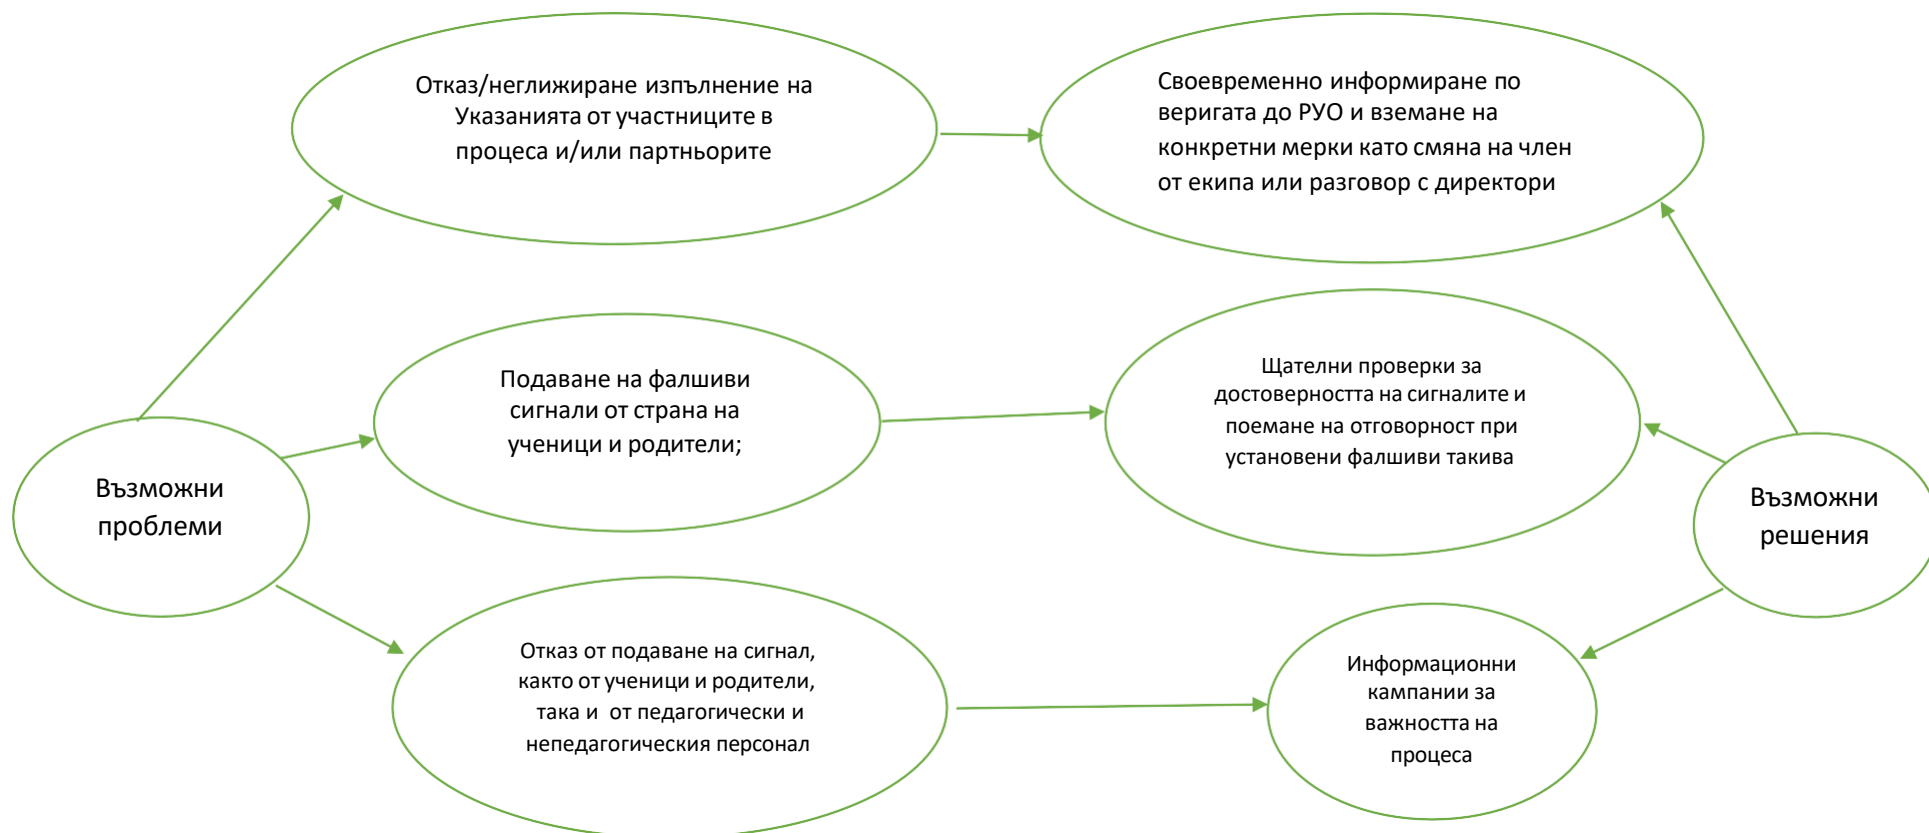 Отказ/неглижиране изпълнение на
Указанията от участниците в
процеса и/или партньорите
Своевременно информиране по
веригата до РУО и вземане на
конкретни мерки като смяна на член
от екипа или разговор с директори
Подаване на фалшиви
сигнали от страна на
ученици и родители;
Щателни проверки за
достоверността на сигналите и
поемане на отговорност при
установени фалшиви такива
Възможни
проблеми
Възможни
решения
Отказ от подаване на сигнал,
както от ученици и родители,
така и  от педагогически и
непедагогическия персонал
Информационни
кампании за
важността на
процеса